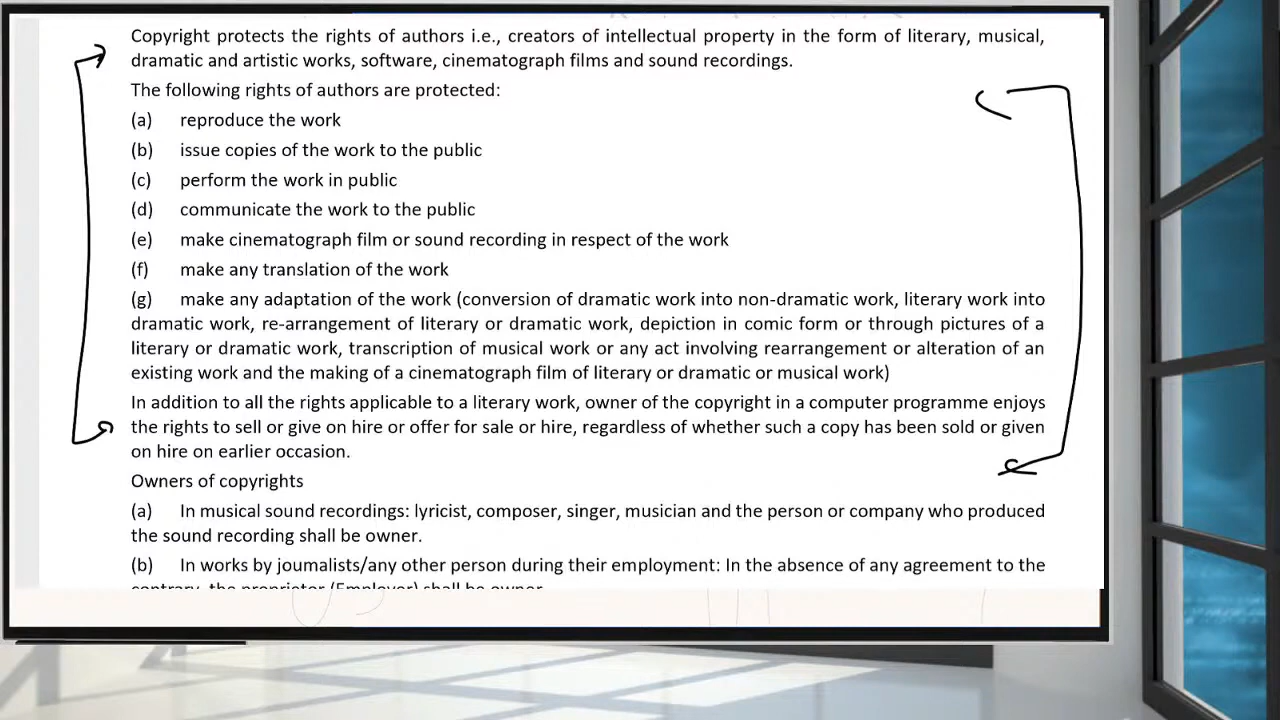 Copyright protects the rights of authors i.e., creators of intellectual property in the form of literary, musical,
dramatic and artistic works, software, cinematograph films and sound recordings.
The following rights of authors are protected:
(a) reproduce the work
(b) issue copies of the work to the public
(c) perform the work in public
(d) communicate the work to the public
(e) make cinematograph film or sound recording in respect of the work
(f) make any translation of the work
(g) make any adaptation of the work (conversion of dramatic work into non-dramatic work, literary work into
dramatic work, re-arrangement of literary or dramatic work, depiction in comic form or through pictures of a
literary or dramatic work, transcription of musical work or any act involving rearrangement or alteration of an
existing work and the making of a cinematograph film of literary or dramatic or musical work)
In addition to all the rights applicable to a literary work, owner of the copyright in a computer programme enjoys
the rights to sell or give on hire or offer for sale or hire, regardless of whether such a copy has been sold or given
on hire on earlier occasion.
Owners of copyrights
(a) In musical sound recordings: lyricist, composer, singer, musician and the person or company who produced
the sound recording shall be owner.
(b) In works by joumalists/any other person during their employment: In the absence of any agreement to the
contrary, the proprietor (Employer) shall be owner